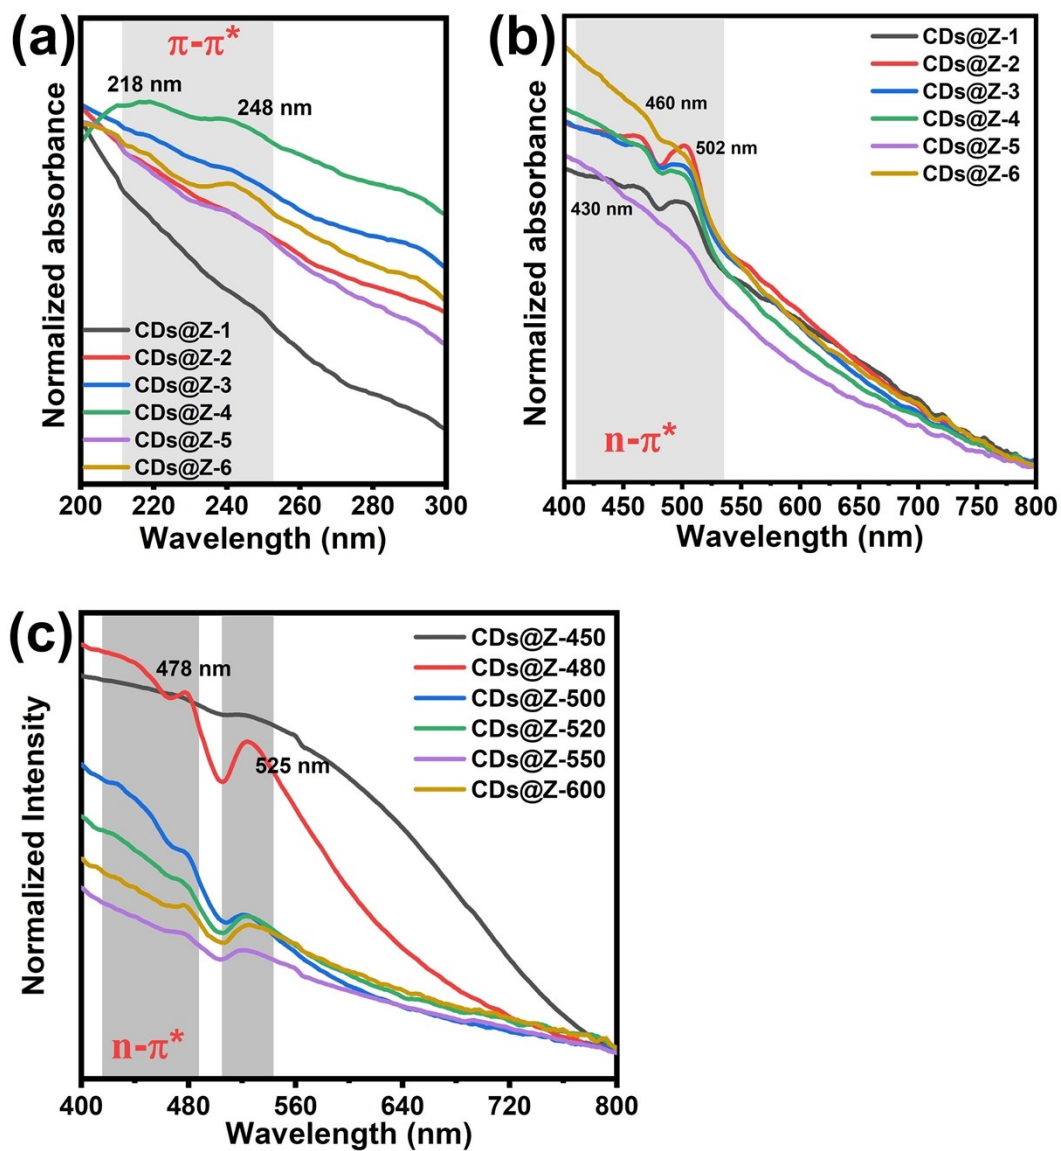 (a)
π-π*
218 nm
248 nm
Normalized absorbance
CDs@Z-1
CDs@Z-2
CDs@Z-3
CDs@Z-4
CDs@Z-5
CDs@Z-6
200 220 240 260 280 300
Wavelength (nm)
(b)
CDs@Z-1
CDs@Z-2
CDs@Z-3
CDs@Z-4
CDs@Z-5
CDs@Z-6
460 nm
502 nm
430 nm
Normalized absorbance
n-π*
400 450 500 550 600 650 700 750 800
Wavelength (nm)
(c)
CDs@Z-450
CDs@Z-480
CDs@Z-500
CDs@Z-520
CDs@Z-550
CDs@Z-600
478 nm
525 nm
Normalized Intensity
n-π*
400 480 560 640 720 800
Wavelength (nm)